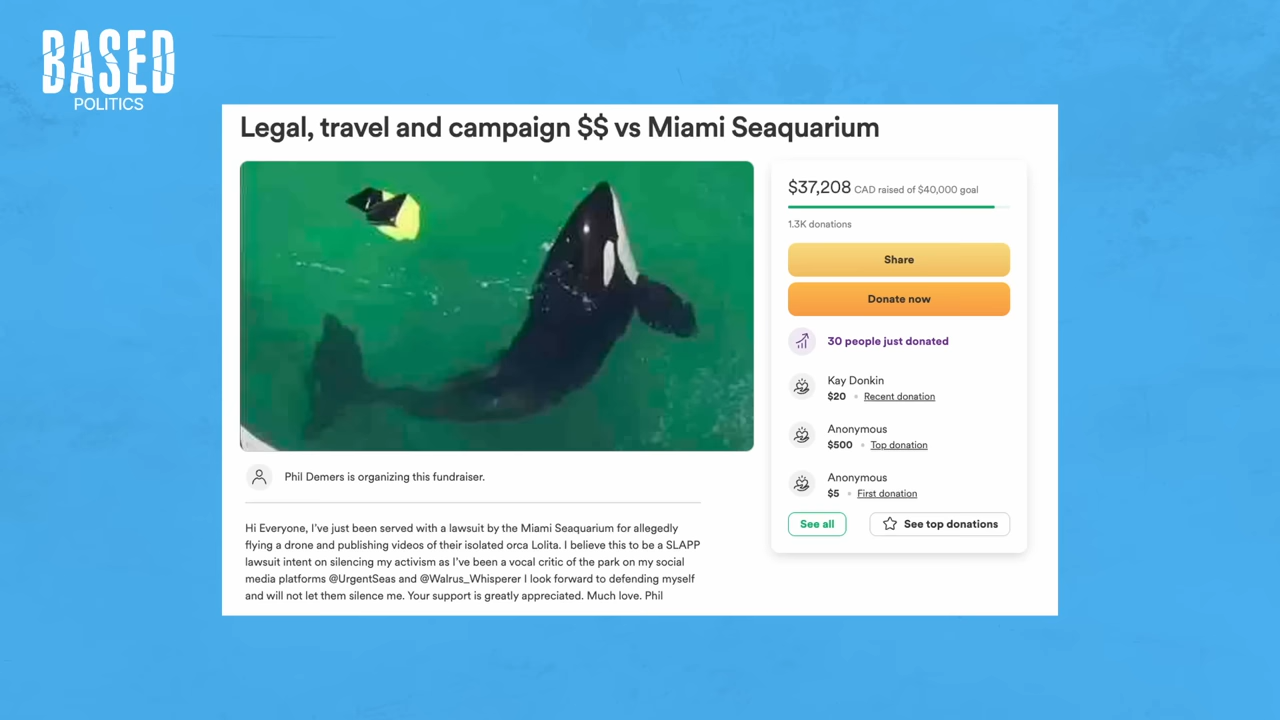 BASED
POLITICS
Legal, travel and campaign $$ vs Miami Seaquarium
$37,208 CAD raised of $40,000 goal
1.3K donations
Share
Donate now
30 people just donated
Kay Donkin
$20 • Recent donation
Anonymous
$500 • Top donation
Anonymous
$5 • First donation
See all
See top donations
Phil Demers is organizing this fundraiser.
Hi Everyone, I've just been served with a lawsuit by the Miami Seaquarium for allegedly
flying a drone and publishing videos of their isolated orca Lolita. I believe this to be a SLAPP
lawsuit intent on silencing my activism as I've been a vocal critic of the park on my social
media platforms @UrgentSeas and @Walrus_Whisperer I look forward to defending myself
and will not let them silence me. Your support is greatly appreciated. Much love. Phil